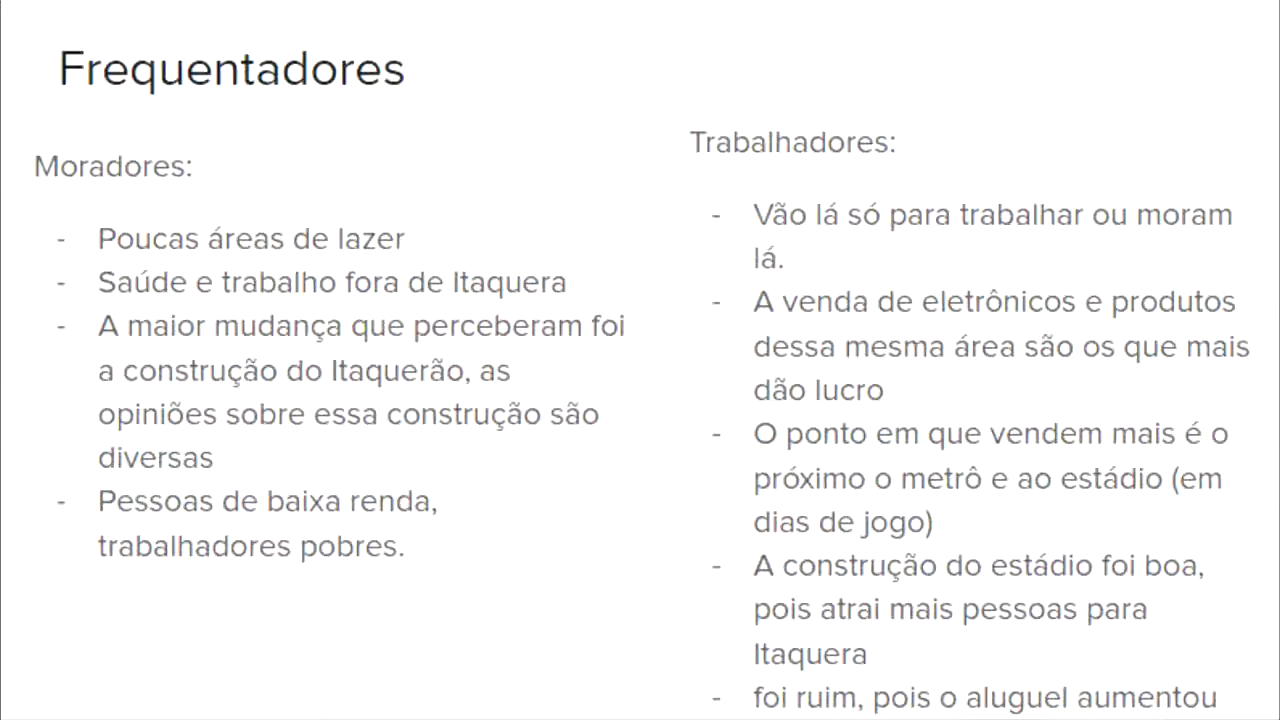 Frequentadores
Moradores:
- Poucas áreas de lazer
- Saúde e trabalho fora de Itaquera
- A maior mudança que perceberam foi
a construção do Itaquerão, as
opiniões sobre essa construção são
diversas
- Pessoas de baixa renda,
trabalhadores pobres.
Trabalhadores:
- Vão lá só para trabalhar ou moram
lá.
- A venda de eletrônicos e produtos
dessa mesma área são os que mais
dão lucro
- O ponto em que vendem mais é o
próximo o metrô e ao estádio (em
dias de jogo)
- A construção do estádio foi boa,
pois atrai mais pessoas para
Itaquera
- foi ruim, pois o aluguel aumentou